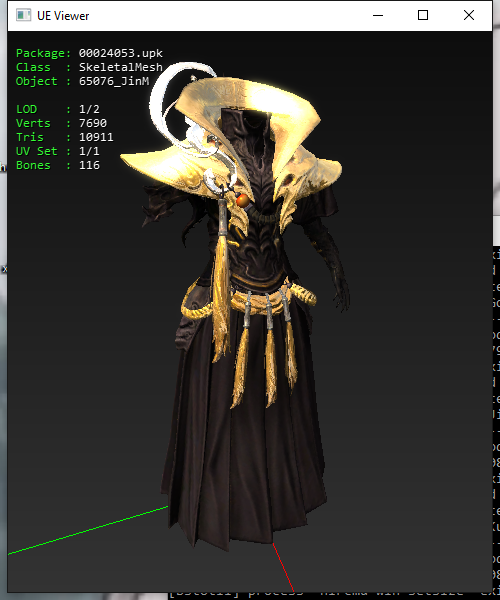 UE Viewer
Package: 00024053.upk
Class : SkeletalMesh
Object : 65076_JinM
LOD : 1/2
Verts : 7690
Tris : 10911
UV Set : 1/1
Bones : 116